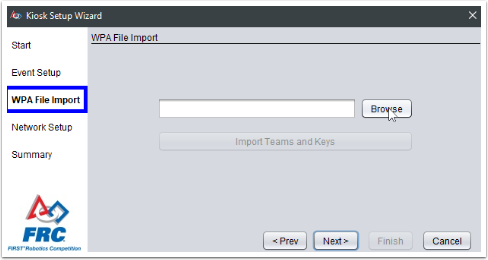 Kiosk Setup Wizard
WPA File Import
Start
Event Setup
WPA File Import
Browse
Network Setup
Import Teams and Keys
Summary
FRC
FIRST® Robotics Competition
< Prev
Next >
Finish
Cancel